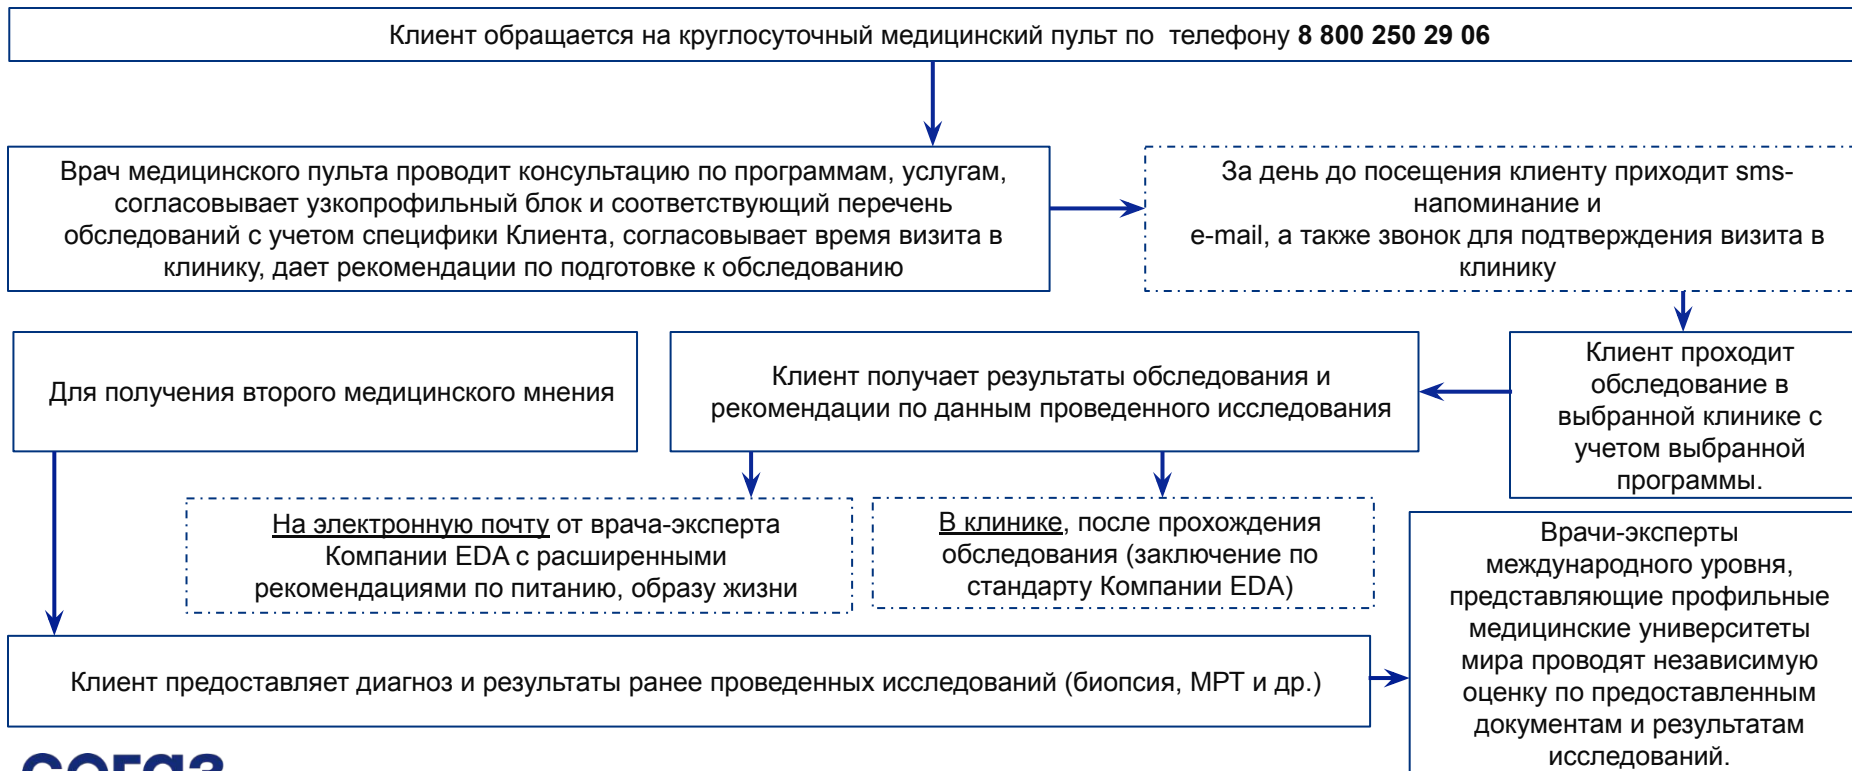 Клиент обращается на круглосуточный медицинский пульт по телефону 8 800 250 29 06
Врач медицинского пульта проводит консультацию по программам, услугам,
согласовывает узкопрофильный блок и соответствующий перечень
обследований с учетом специфики Клиента, согласовывает время визита в
клинику, дает рекомендации по подготовке к обследованию
За день до посещения клиенту приходит sms-
напоминание и
e-mail, а также звонок для подтверждения визита в
клинику
Для получения второго медицинского мнения
Клиент получает результаты обследования и
рекомендации по данным проведенного исследования
Клиент проходит
обследование в
выбранной клинике с
учетом выбранной
программы.
На электронную почту от врача-эксперта
Компании EDA с расширенными
рекомендациями по питанию, образу жизни
В клинике, после прохождения
обследования (заключение по
стандарту Компании EDA)
Врачи-эксперты
международного уровня,
представляющие профильные
медицинские университеты
мира проводят независимую
оценку по предоставленным
документам и результатам
исследований.
Клиент предоставляет диагноз и результаты ранее проведенных исследований (биопсия, МРТ и др.)
согаз